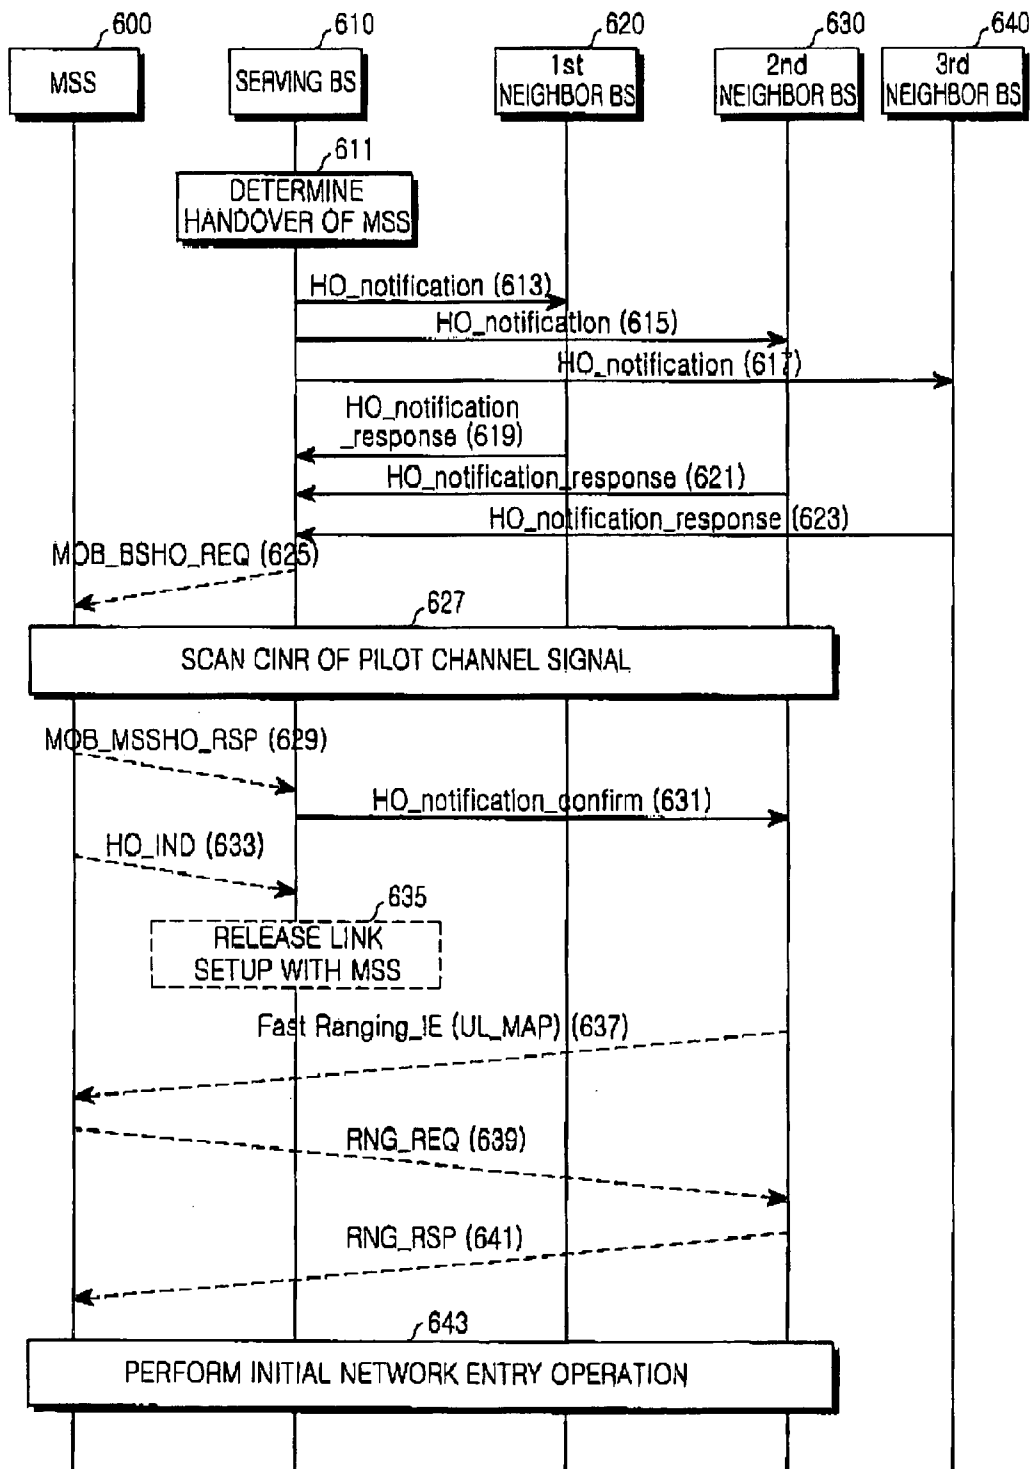 600
610
620
630
640
MSS
SERVING BS
1st
NEIGHBOR BS
2nd
NEIGHBOR BS
3rd
NEIGHBOR BS
611
DETERMINE
HANDOVER OF MSS
HO_notification (613)
HO_notification (615)
HO_notification (617)
HO_notification
_response (619)
HO_notification_response (621)
HO_notification_response (623)
MOB_BSHO_REQ (625)
627
SCAN CINR OF PILOT CHANNEL SIGNAL
MOB_MSSHO_RSP (629)
HO_notification_confirm (631)
HO_IND (633)
635
RELEASE LINK
SETUP WITH MSS
Fast Ranging_IE (UL_MAP) (637)
RNG_REQ (639)
RNG_RSP (641)
643
PERFORM INITIAL NETWORK ENTRY OPERATION